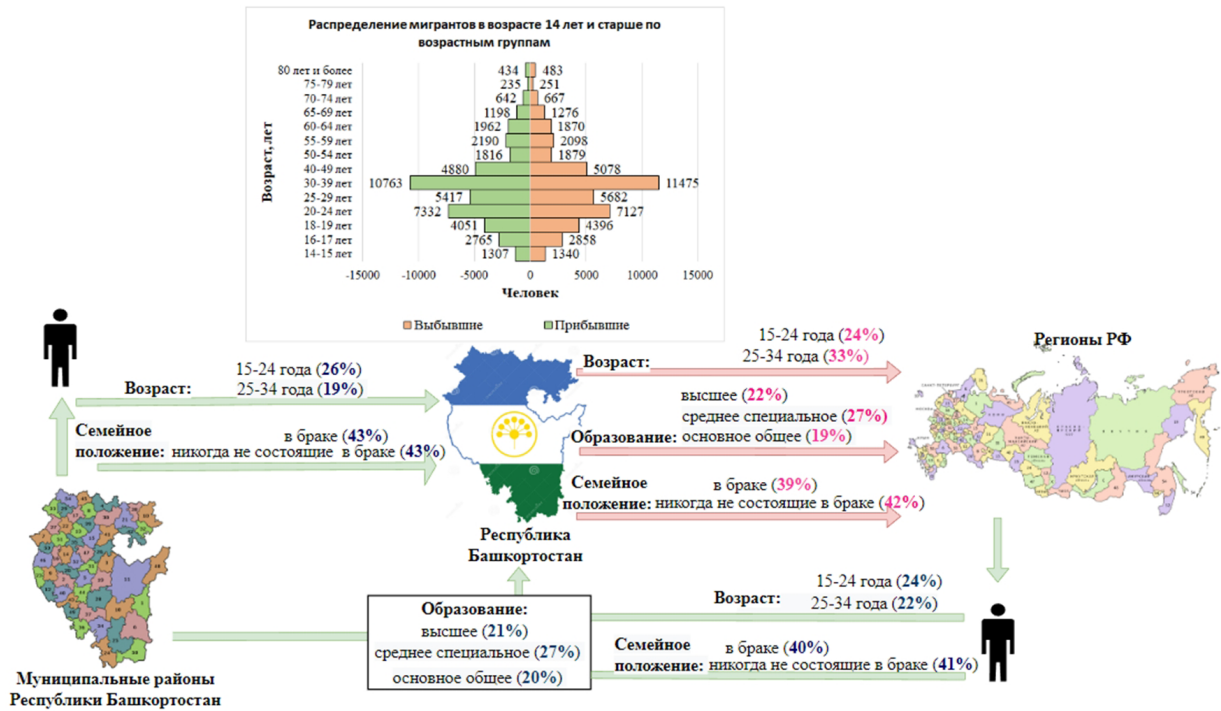 Распределение мигрантов в возрасте 14 лет и старше по
возрастным группам
Возраст, лет
80 лет и более 434 483
75-79 лет 235 251
70-74 лет 642 667
65-69 лет 1198 1276
60-64 лет 1962 1870
55-59 лет 2190 2098
50-54 лет 1816 1879
40-49 лет 4880 5078
30-39 лет 10763 11475
25-29 лет 5417 5682
20-24 лет 7332 7127
18-19 лет 4051 4396
16-17 лет 2765 2858
14-15 лет 1307 1340
-15000 -10000 -5000 0 5000 10000 15000
Человек
Выбывшие Прибывшие
15-24 года (26%)
Возраст: 25-34 года (19%)
Семейное в браке (43%)
положение: никогда не состоящие в браке (43%)
Муниципальные районы
Республики Башкортостан
Республика
Башкортостан
15-24 года (24%)
Возраст: 25-34 года (33%)
высшее (22%)
среднее специальное (27%)
Образование: основное общее (19%)
Семейное в браке (39%)
положение: никогда не состоящие в браке (42%)
Регионы РФ
15-24 года (24%)
Возраст: 25-34 года (22%)
Семейное в браке (40%)
положение: никогда не состоящие в браке (41%)
Образование:
высшее (21%)
среднее специальное (27%)
основное общее (20%)